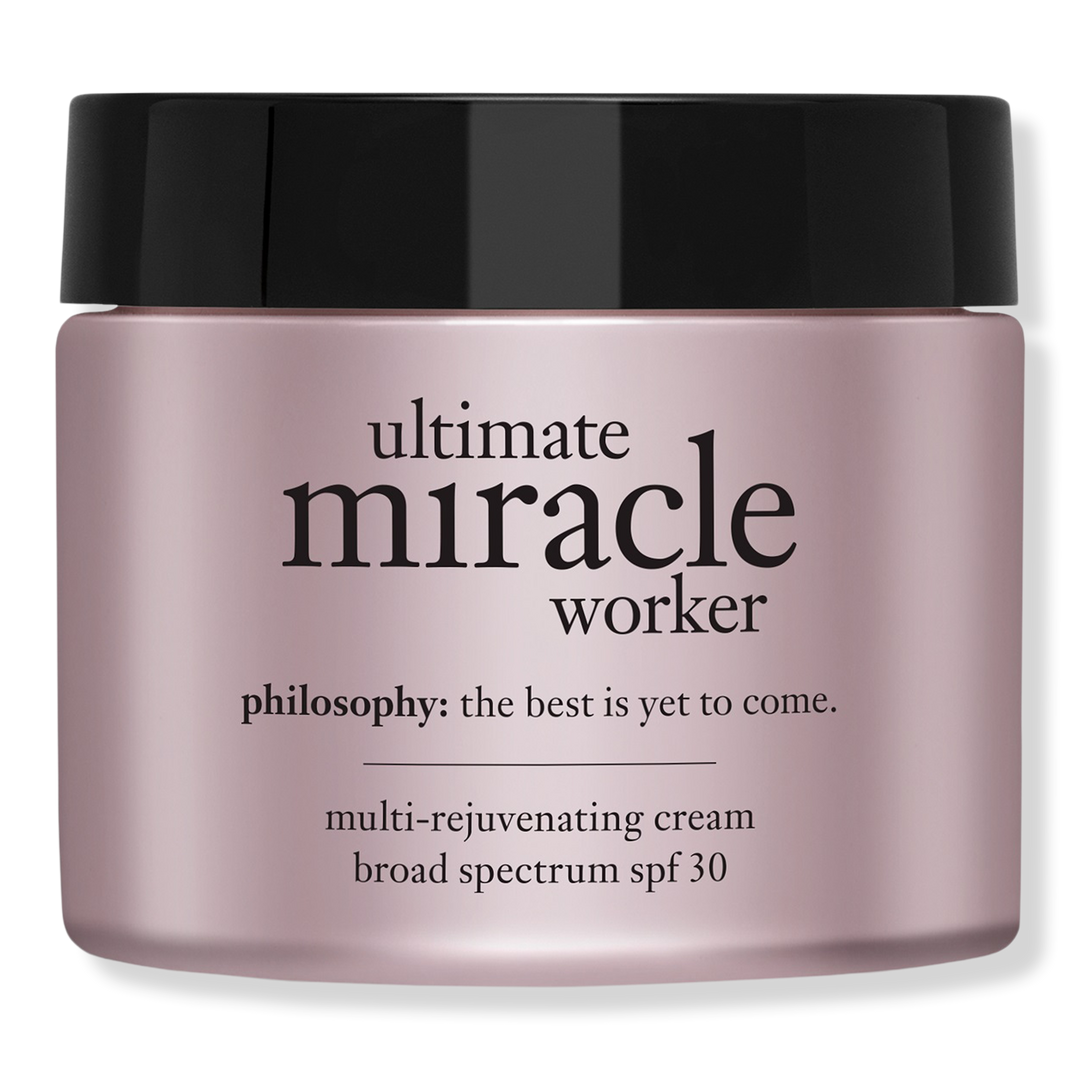 ultimate
miracle
worker
philosophy: the best is yet to come.
multi-rejuvenating cream
broad spectrum spf 30